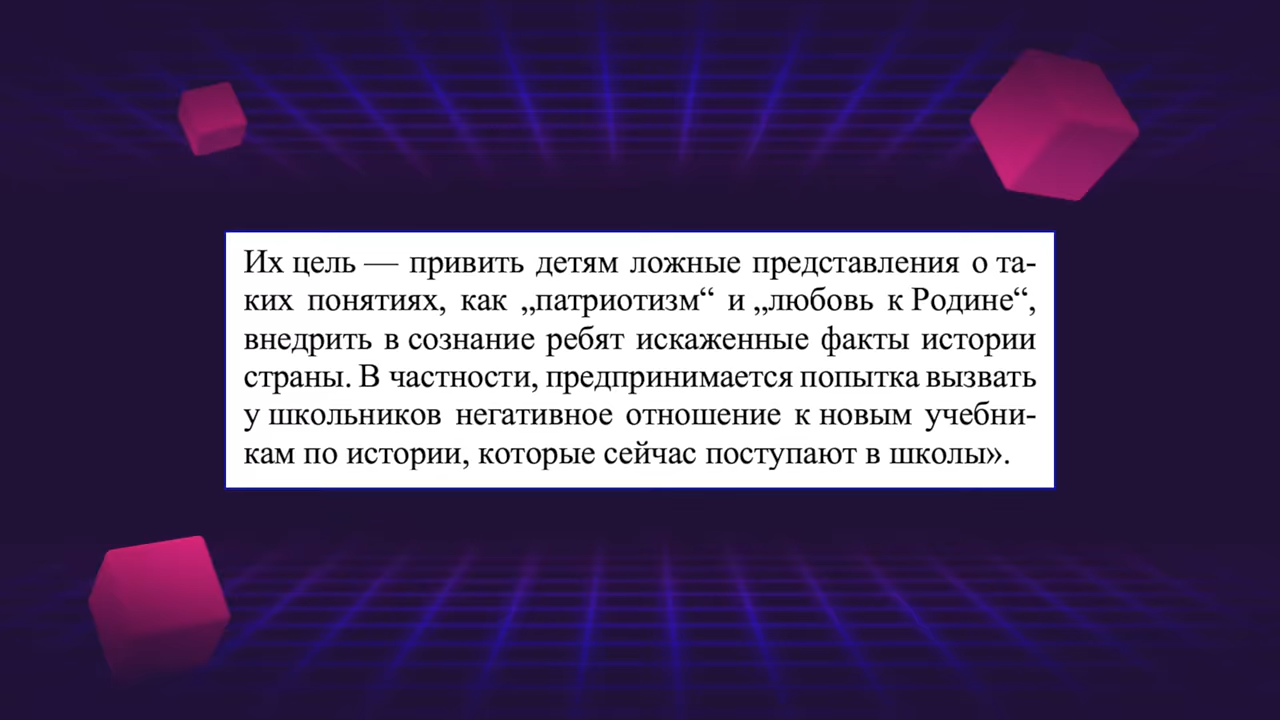 Их цель — привить детям ложные представления о та-
ких понятиях, как „патриотизм“ и „любовь к Родине“,
внедрить в сознание ребят искаженные факты истории
страны. В частности, предпринимается попытка вызвать
у школьников негативное отношение к новым учебни-
кам по истории, которые сейчас поступают в школы».